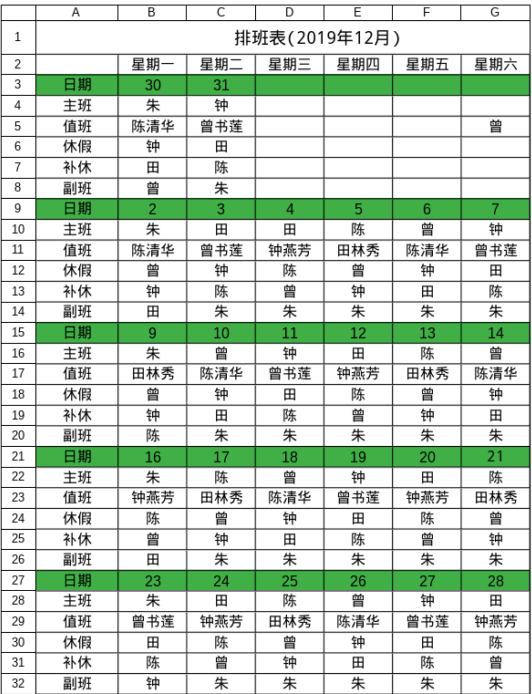 A B C D E F G
1 排班表(2019年12月)
2 星期一 星期二 星期三 星期四 星期五 星期六
3 日期 30 31
4 主班 朱 钟
5 值班 陈清华 曾书莲 曾
6 休假 钟 田
7 补休 田 陈
8 副班 曾 朱
9 日期 2 3 4 5 6 7
10 主班 朱 田 田 陈 曾 钟
11 值班 陈清华 曾书莲 钟燕芳 田林秀 陈清华 曾书莲
12 休假 曾 钟 陈 曾 钟 田
13 补休 钟 陈 曾 钟 田 陈
14 副班 田 朱 朱 朱 朱 朱
15 日期 9 10 11 12 13 14
16 主班 朱 曾 钟 田 陈 曾
17 值班 田林秀 陈清华 曾书莲 钟燕芳 田林秀 陈清华
18 休假 曾 钟 田 陈 曾 钟
19 补休 钟 田 陈 曾 钟 田
20 副班 陈 朱 朱 朱 朱 朱
21 日期 16 17 18 19 20 21
22 主班 朱 陈 曾 钟 田 陈
23 值班 钟燕芳 田林秀 陈清华 曾书莲 钟燕芳 田林秀
24 休假 陈 曾 钟 田 陈 曾
25 补休 曾 钟 田 陈 曾 钟
26 副班 田 朱 朱 朱 朱 朱
27 日期 23 24 25 26 27 28
28 主班 朱 田 陈 曾 钟 田
29 值班 曾书莲 钟燕芳 田林秀 陈清华 曾书莲 钟燕芳
30 休假 田 陈 曾 钟 田 陈
31 补休 陈 曾 钟 田 陈 曾
32 副班 钟 朱 朱 朱 朱 朱